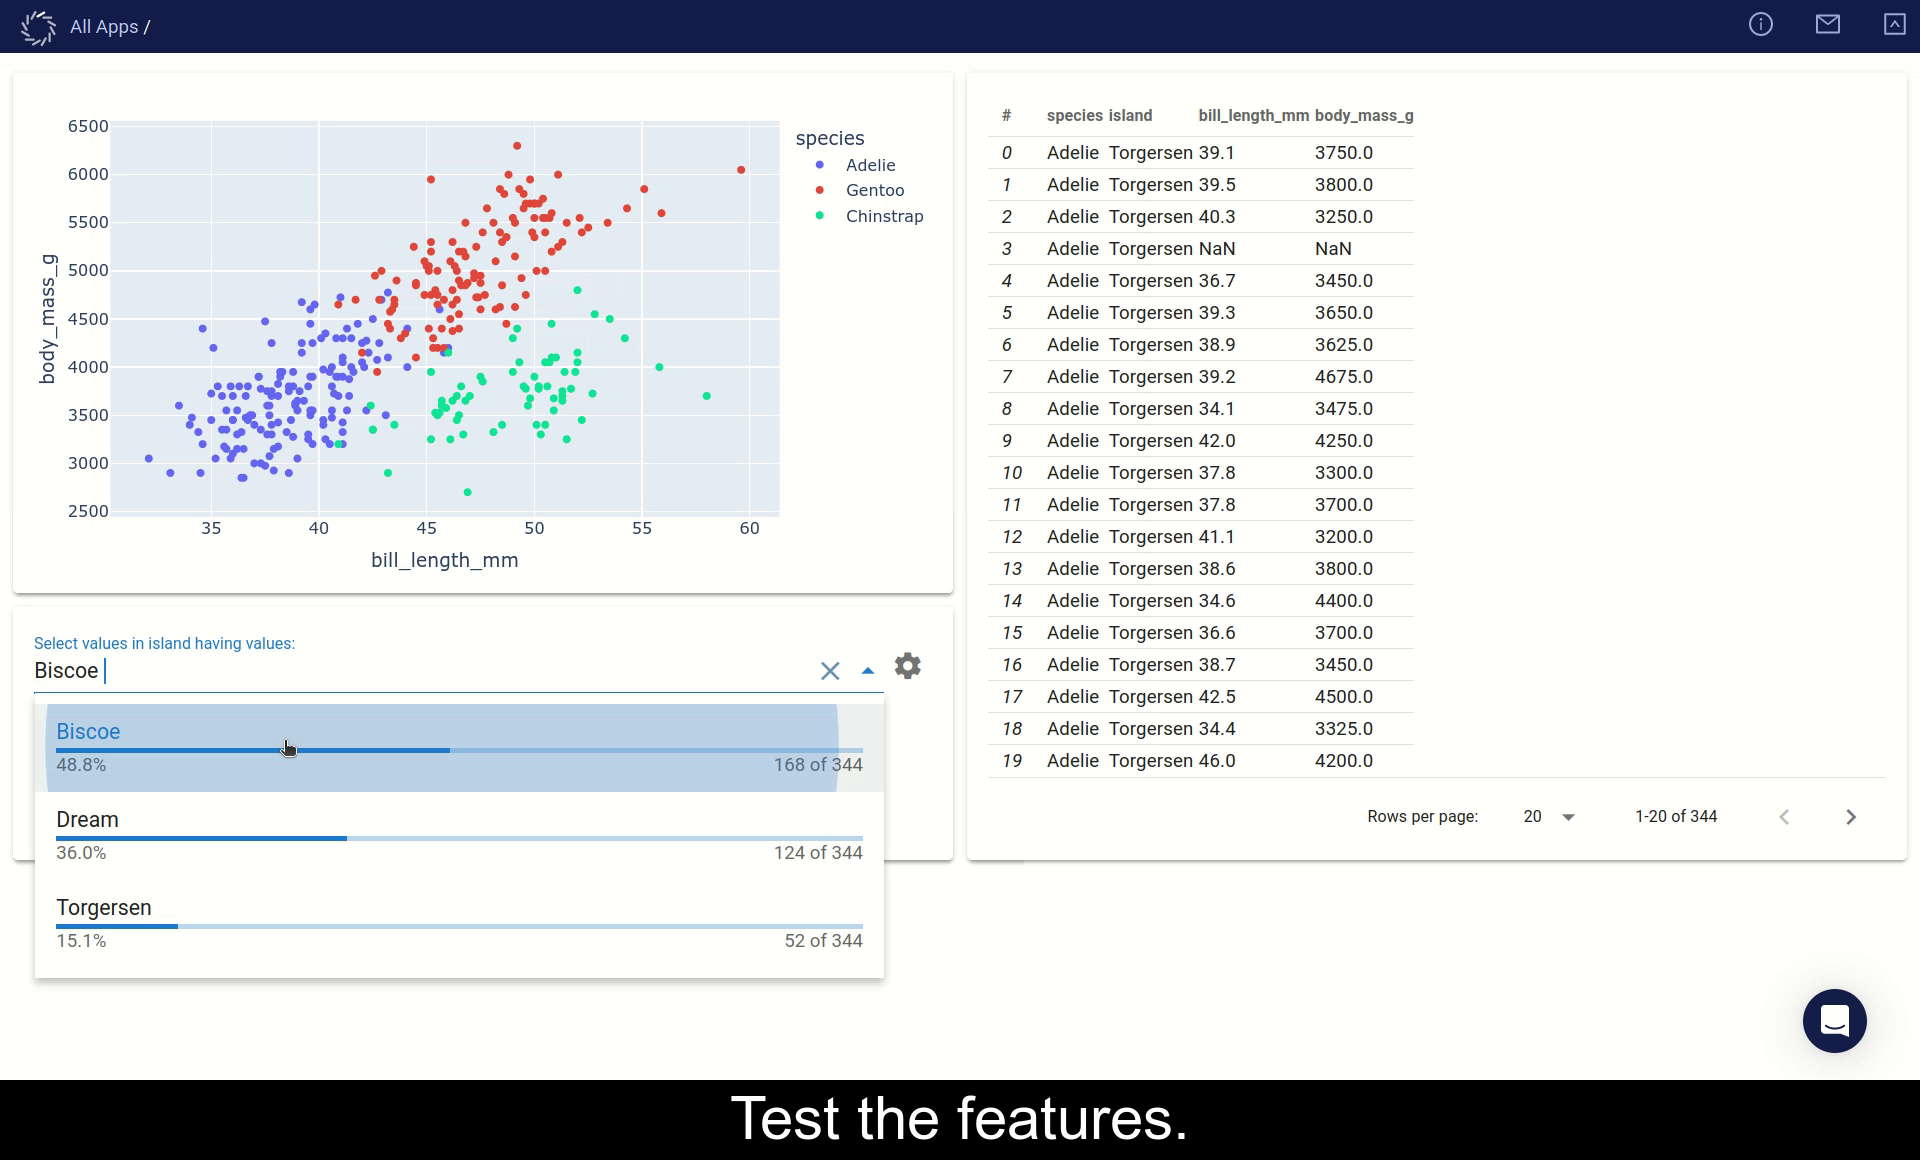 All Apps /
6500
6000
5500
5000
4500
4000
3500
3000
2500
35 40 45 50 55 60
bill_length_mm
body_mass_g
species
Adelie
Gentoo
Chinstrap
Select values in island having values:
Biscoe
Biscoe
48.8% 168 of 344
Dream
36.0% 124 of 344
Torgersen
15.1% 52 of 344
# species island bill_length_mm body_mass_g
0 Adelie Torgersen 39.1 3750.0
1 Adelie Torgersen 39.5 3800.0
2 Adelie Torgersen 40.3 3250.0
3 Adelie Torgersen NaN NaN
4 Adelie Torgersen 36.7 3450.0
5 Adelie Torgersen 39.3 3650.0
6 Adelie Torgersen 38.9 3625.0
7 Adelie Torgersen 39.2 4675.0
8 Adelie Torgersen 34.1 3475.0
9 Adelie Torgersen 42.0 4250.0
10 Adelie Torgersen 37.8 3300.0
11 Adelie Torgersen 37.8 3700.0
12 Adelie Torgersen 41.1 3200.0
13 Adelie Torgersen 38.6 3800.0
14 Adelie Torgersen 34.6 4400.0
15 Adelie Torgersen 36.6 3700.0
16 Adelie Torgersen 38.7 3450.0
17 Adelie Torgersen 42.5 4500.0
18 Adelie Torgersen 34.4 3325.0
19 Adelie Torgersen 46.0 4200.0
Rows per page: 20 1-20 of 344
Test the features.